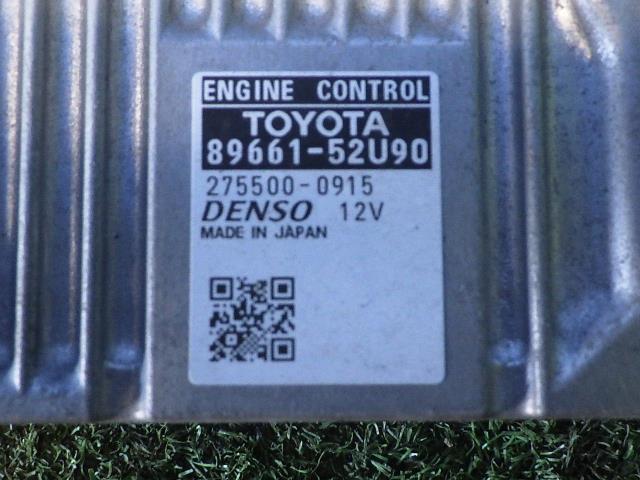 ENGINE CONTROL
TOYOTA
89661-52U90
275500-0915
DENSO 12V
MADE IN JAPAN